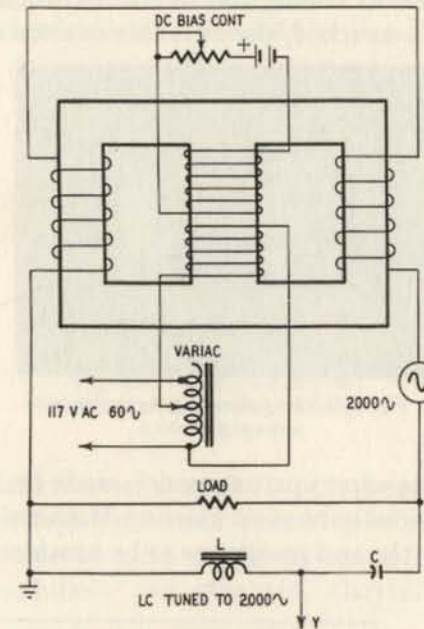 DC BIAS CONT
+
VARIAC
117 V AC 60∿
2000∿
LOAD
L
C
LC TUNED TO 2000∿
Y